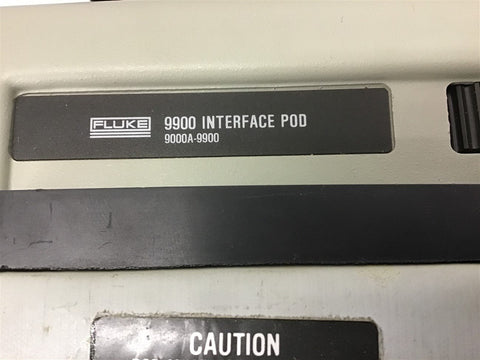 FLUKE
9900 INTERFACE POD
9000A-9900
CAUTION